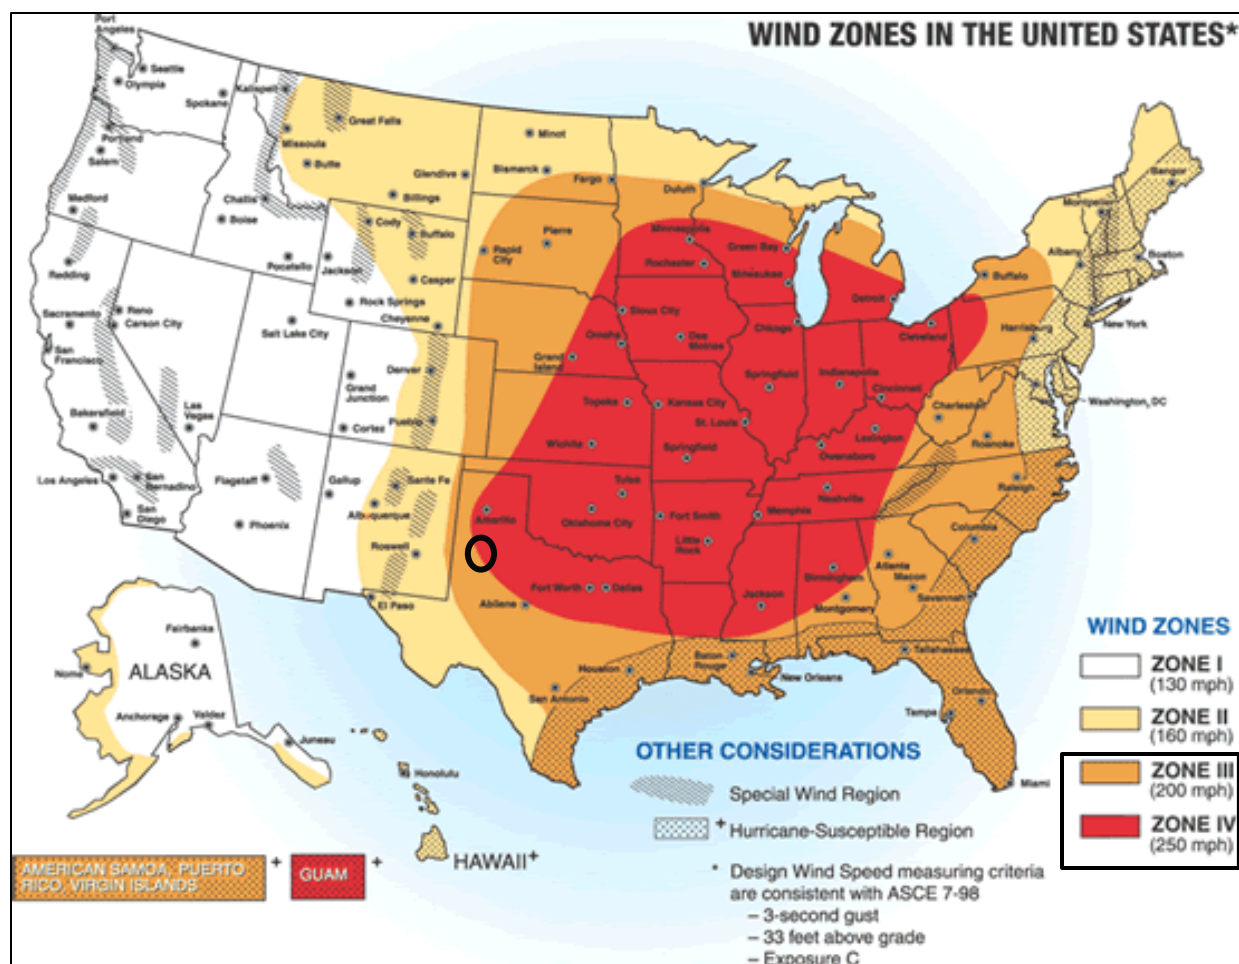 WIND ZONES IN THE UNITED STATES*
Port
Angeles
Seattle
Olympia
Spokane
Kalispell
Great Falls
Missoula
Butte
Portland
Salem
Medford
Challis
Boise
Pocatello
Billings
Glendive
Minot
Bismarck
Fargo
Duluth
Cody
Buffalo
Jackson
Casper
Rock Springs
Cheyenne
Rapid
City
Pierre
Minneapolis
Rochester
Green Bay
Milwaukee
Detroit
Buffalo
Albany
Montpelier
Bangor
Boston
New York
Harrisburg
Washington, DC
Redding
Reno
Carson City
Sacramento
San
Francisco
Salt Lake City
Sioux City
Omaha
Des
Moines
Grand
Island
Chicago
Cleveland
Denver
Pueblo
Grand
Junction
Cortez
Las
Vegas
Bakersfield
Los Angeles
San
Bernadino
San
Diego
Flagstaff
Phoenix
Gallup
Sante Fe
Albuquerque
Roswell
El Paso
Topeka
Kansas City
Wichita
St. Louis
Springfield
Springfield
Indianapolis
Cincinnati
Lexington
Owensboro
Charleston
Roanoke
Raleigh
Columbia
Amarillo
Tulsa
Oklahoma City
Fort Smith
Little
Rock
Memphis
Nashville
Atlanta
Macon
Savannah
Birmingham
Montgomery
Jackson
Fort Worth
Dallas
Abilene
Houston
San Antonio
Baton
Rouge
New Orleans
Tallahassee
Orlando
Tampa
Miami
Fairbanks
Nome
ALASKA
Anchorage
Valdez
Juneau
Honolulu
HAWAII+
AMERICAN SAMOA, PUERTO
RICO, VIRGIN ISLANDS
+
GUAM
+
OTHER CONSIDERATIONS
Special Wind Region
+ Hurricane-Susceptible Region
* Design Wind Speed measuring criteria
are consistent with ASCE 7-98
– 3-second gust
– 33 feet above grade
– Exposure C
WIND ZONES
ZONE I
(130 mph)
ZONE II
(160 mph)
ZONE III
(200 mph)
ZONE IV
(250 mph)